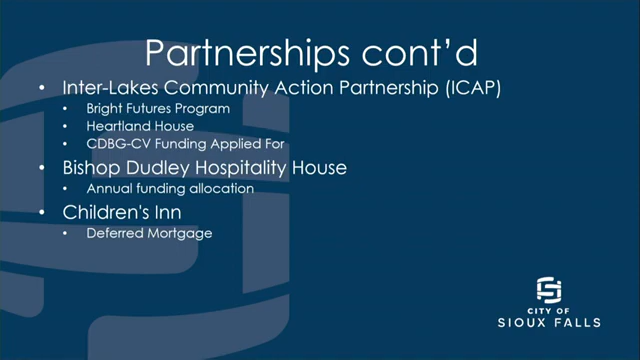 Partnerships cont’d
• Inter-Lakes Community Action Partnership (ICAP)
• Bright Futures Program
• Heartland House
• CDBG-CV Funding Applied For
• Bishop Dudley Hospitality House
• Annual funding allocation
• Children's Inn
• Deferred Mortgage
CITY OF
SIOUX FALLS